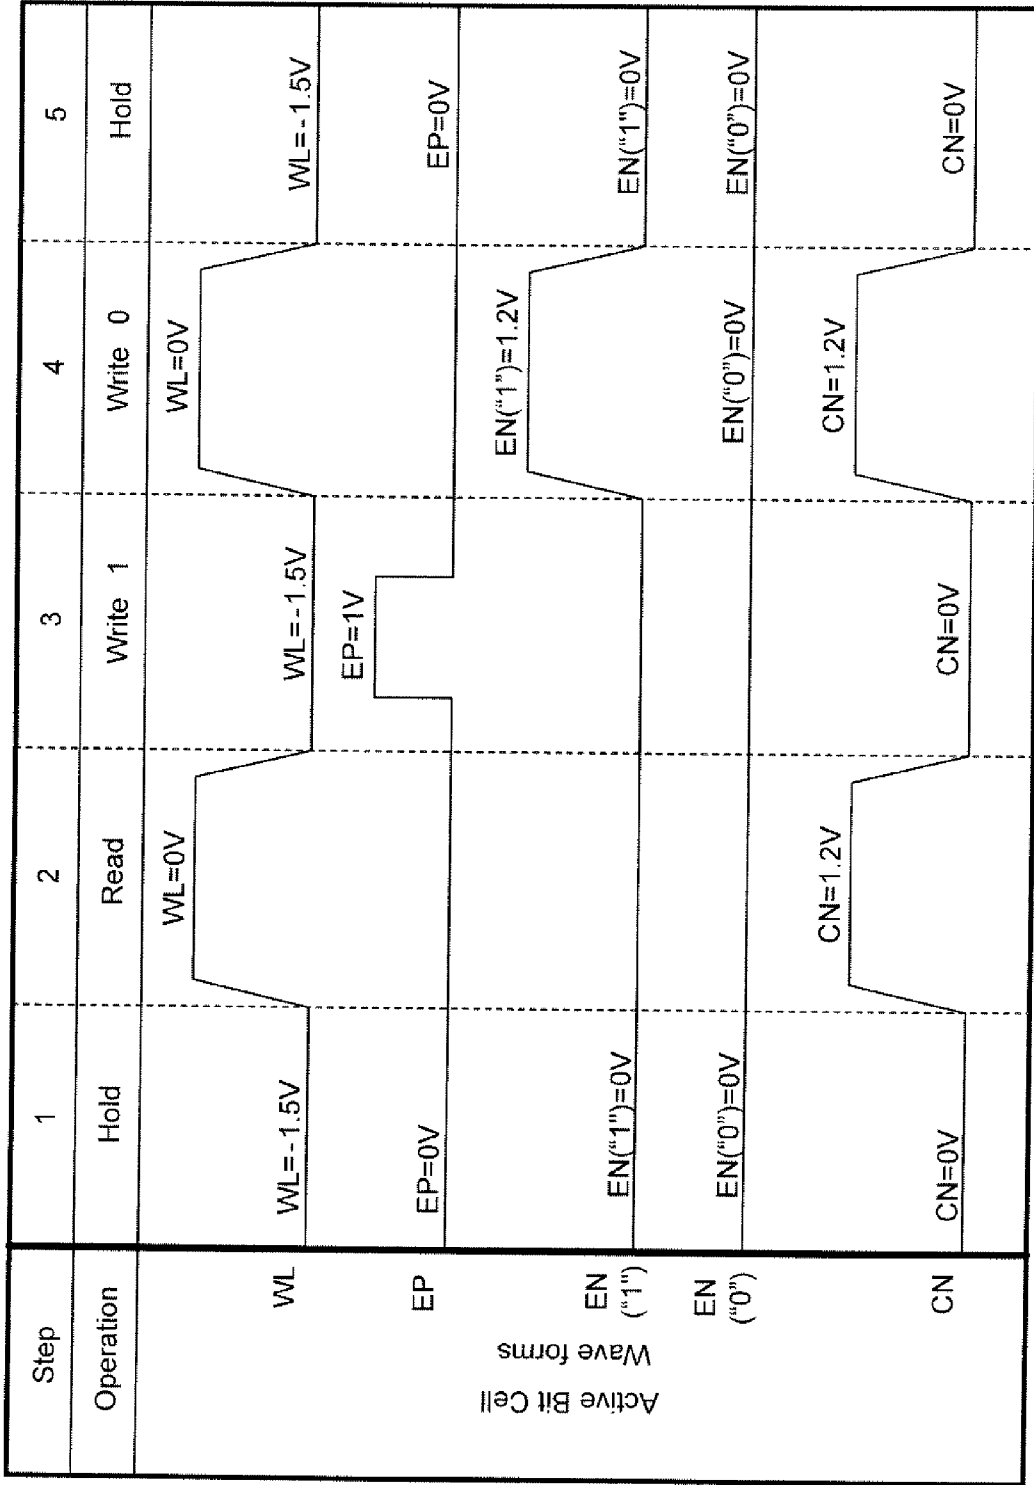 Step 1 2 3 4 5
Operation Hold Read Write 1 Write 0 Hold
Active Bit Cell
Wave forms
WL WL=-1.5V WL=0V WL=-1.5V WL=0V WL=-1.5V
EP EP=0V EP=1V EP=0V
EN
("1") EN("1")=0V EN("1")=1.2V EN("1")=0V
EN
("0") EN("0")=0V EN("0")=0V EN("0")=0V
CN CN=0V CN=1.2V CN=0V CN=1.2V CN=0V